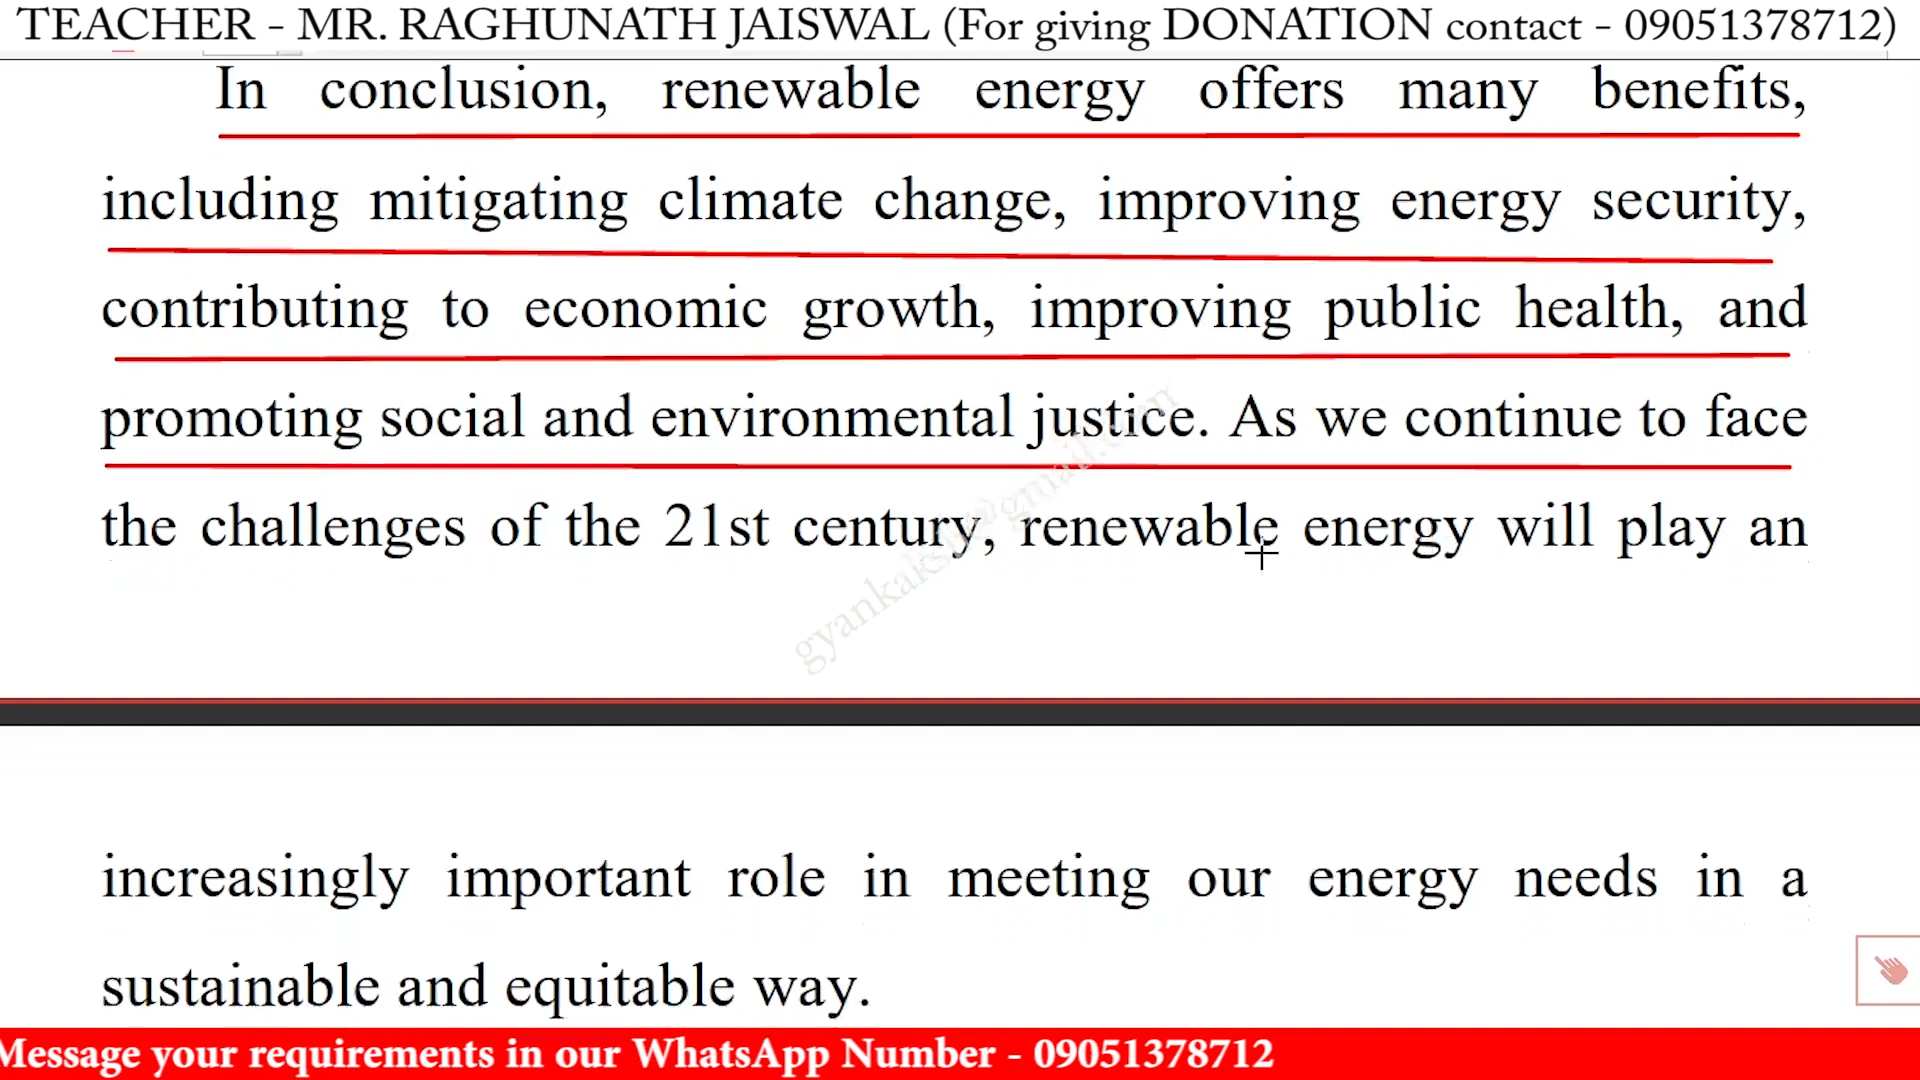 TEACHER - MR. RAGHUNATH JAISWAL (For giving DONATION contact - 09051378712)
In conclusion, renewable energy offers many benefits,
including mitigating climate change, improving energy security,
contributing to economic growth, improving public health, and
promoting social and environmental justice. As we continue to face
the challenges of the 21st century, renewable energy will play an
increasingly important role in meeting our energy needs in a
sustainable and equitable way.
Message your requirements in our WhatsApp Number - 09051378712